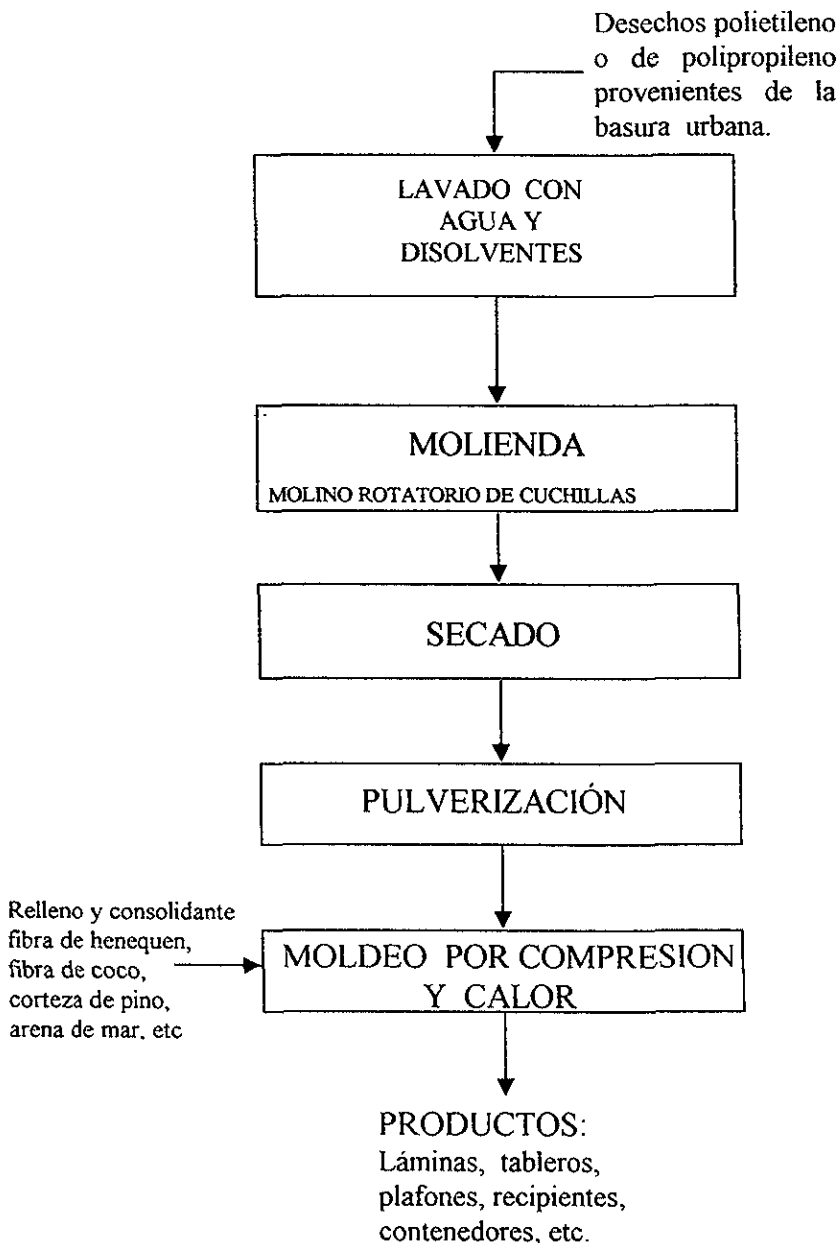 Desechos polietileno
o de polipropileno
provenientes de la
basura urbana.
LAVADO CON
AGUA Y
DISOLVENTES
MOLIENDA
MOLINO ROTATORIO DE CUCHILLAS
SECADO
PULVERIZACIÓN
Relleno y consolidante
fibra de henequen,
fibra de coco,
corteza de pino,
arena de mar, etc
MOLDEO POR COMPRESION
Y CALOR
PRODUCTOS:
Láminas, tableros,
plafones, recipientes,
contenedores, etc.